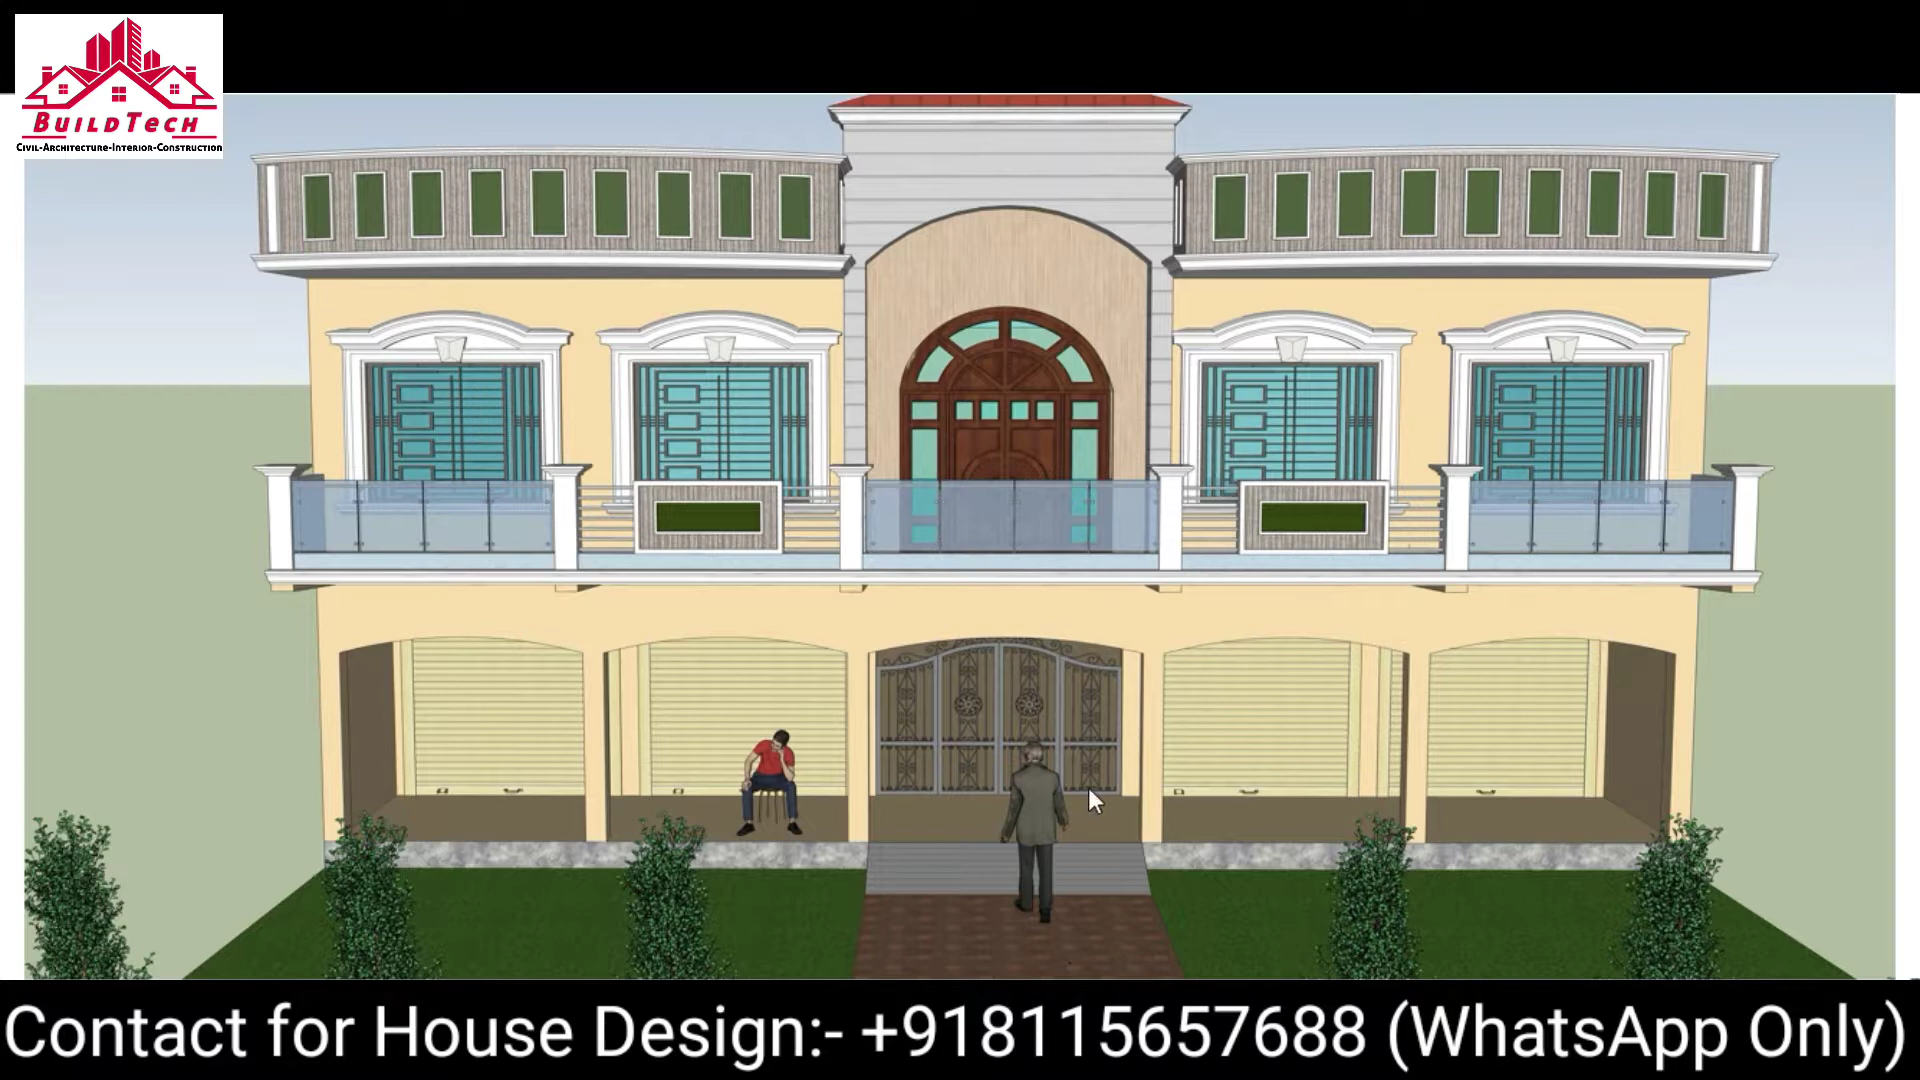 BUILDTECH
CIVIL-ARCHITECTURE-INTERIOR-CONSTRUCTION
Contact for House Design:- +918115657688 (WhatsApp Only)